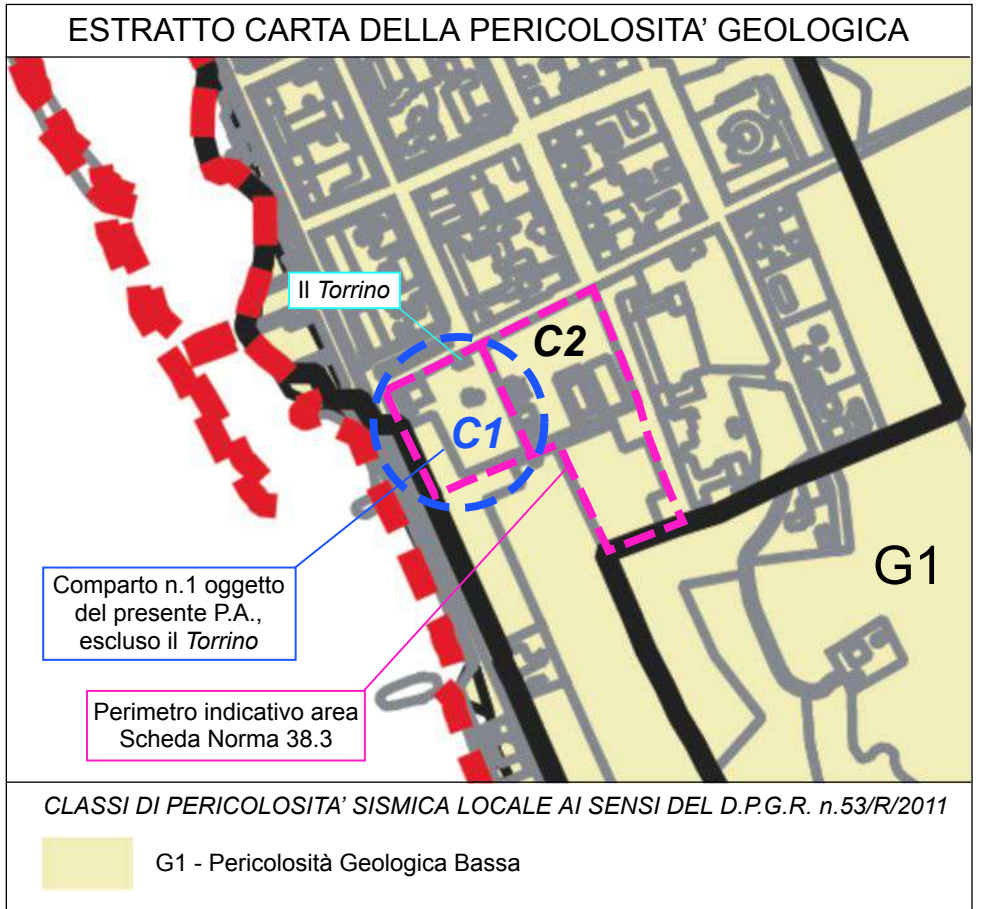 ESTRATTO CARTA DELLA PERICOLOSITA' GEOLOGICA
Il Torrino
C2
C1
G1
Comparto n.1 oggetto
del presente P.A.,
escluso il Torrino
Perimetro indicativo area
Scheda Norma 38.3
CLASSI DI PERICOLOSITA' SISMICA LOCALE AI SENSI DEL D.P.G.R. n.53/R/2011
G1 - Pericolosità Geologica Bassa